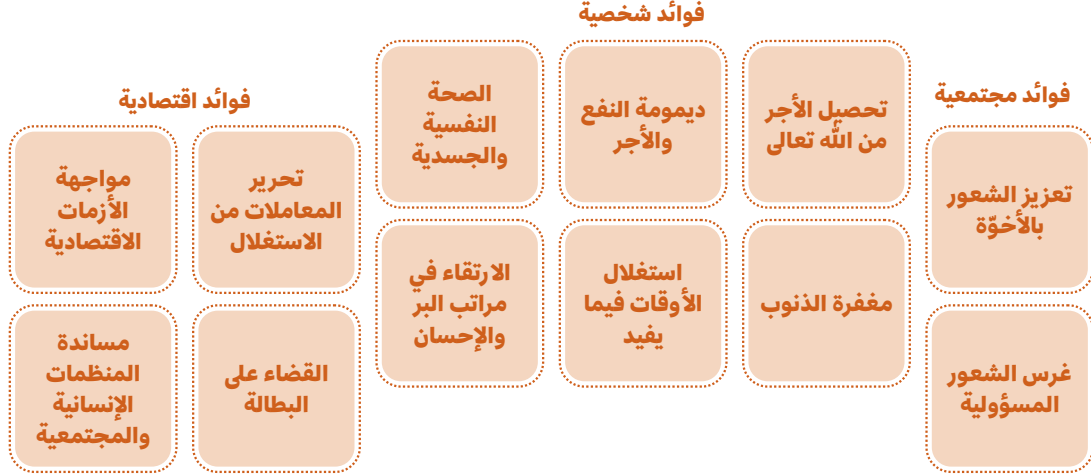 فوائد مجتمعية
تعزيز الشعور
بالأخوّة
غرس الشعور
المسؤولية
فوائد شخصية
تحصيل الأجر
من الله تعالى
ديمومة النفع
والأجر
الصحة
النفسية
والجسدية
مغفرة الذنوب
استغلال
الأوقات فيما
يفيد
الارتقاء في
مراتب البر
والإحسان
فوائد اقتصادية
تحرير
المعاملات من
الاستغلال
مواجهة
الأزمات
الاقتصادية
القضاء على
البطالة
مساندة
المنظمات
الإنسانية
والمجتمعية